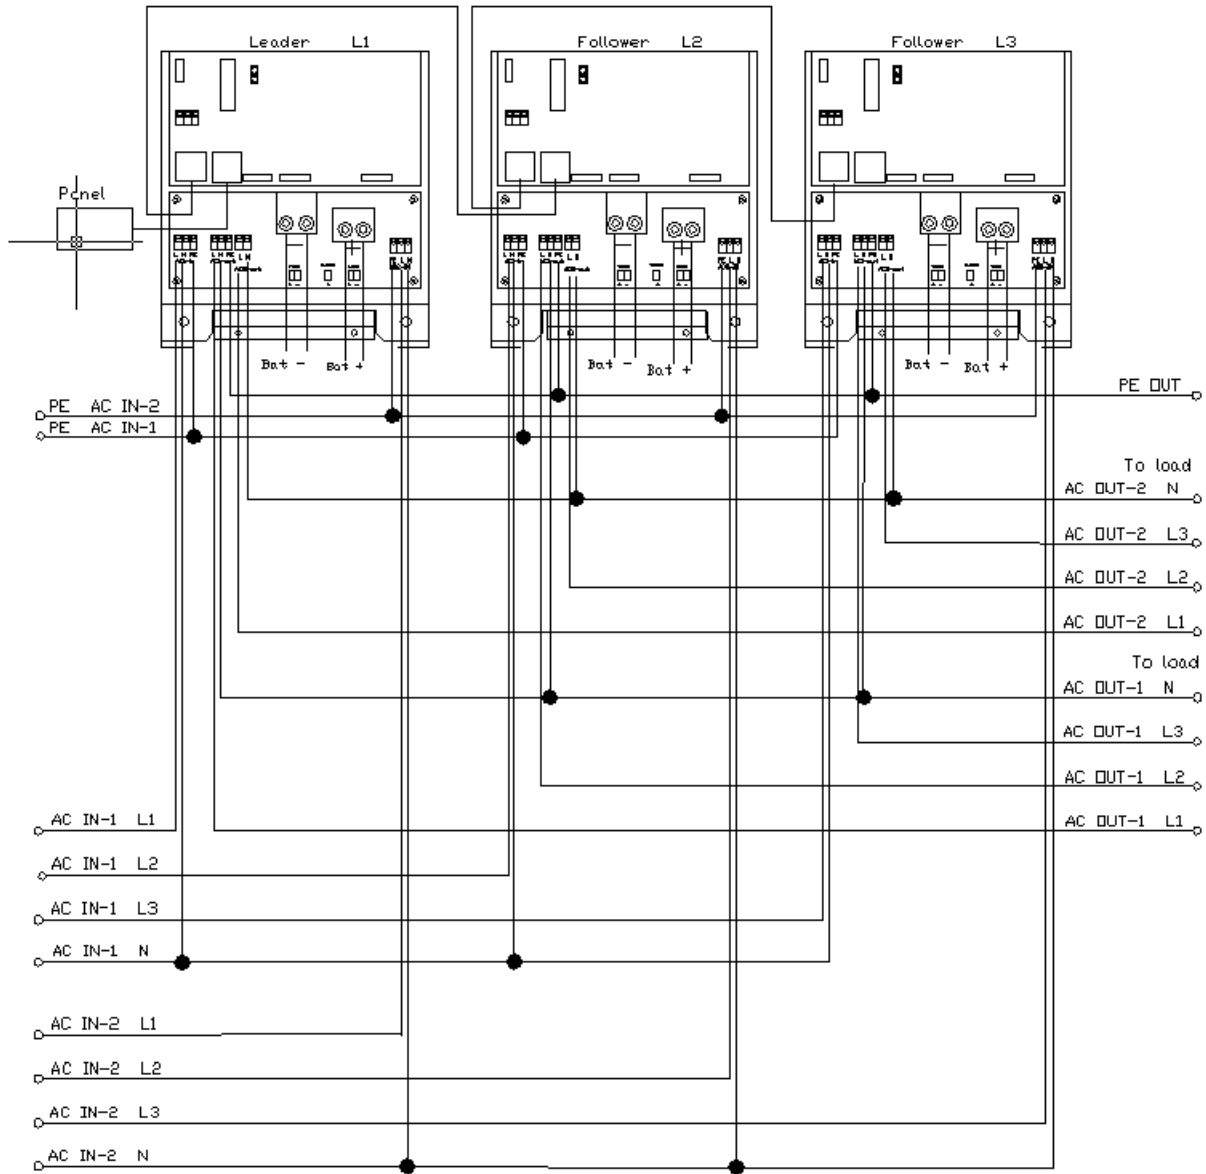 Leader L1
Follower L2
Follower L3
Panel
Bat - Bat +
Bat - Bat +
Bat - Bat +
PE OUT
PE AC IN-2
PE AC IN-1
To load
AC OUT-2 N
AC OUT-2 L3
AC OUT-2 L2
AC OUT-2 L1
To load
AC OUT-1 N
AC OUT-1 L3
AC OUT-1 L2
AC OUT-1 L1
AC IN-1 L1
AC IN-1 L2
AC IN-1 L3
AC IN-1 N
AC IN-2 L1
AC IN-2 L2
AC IN-2 L3
AC IN-2 N